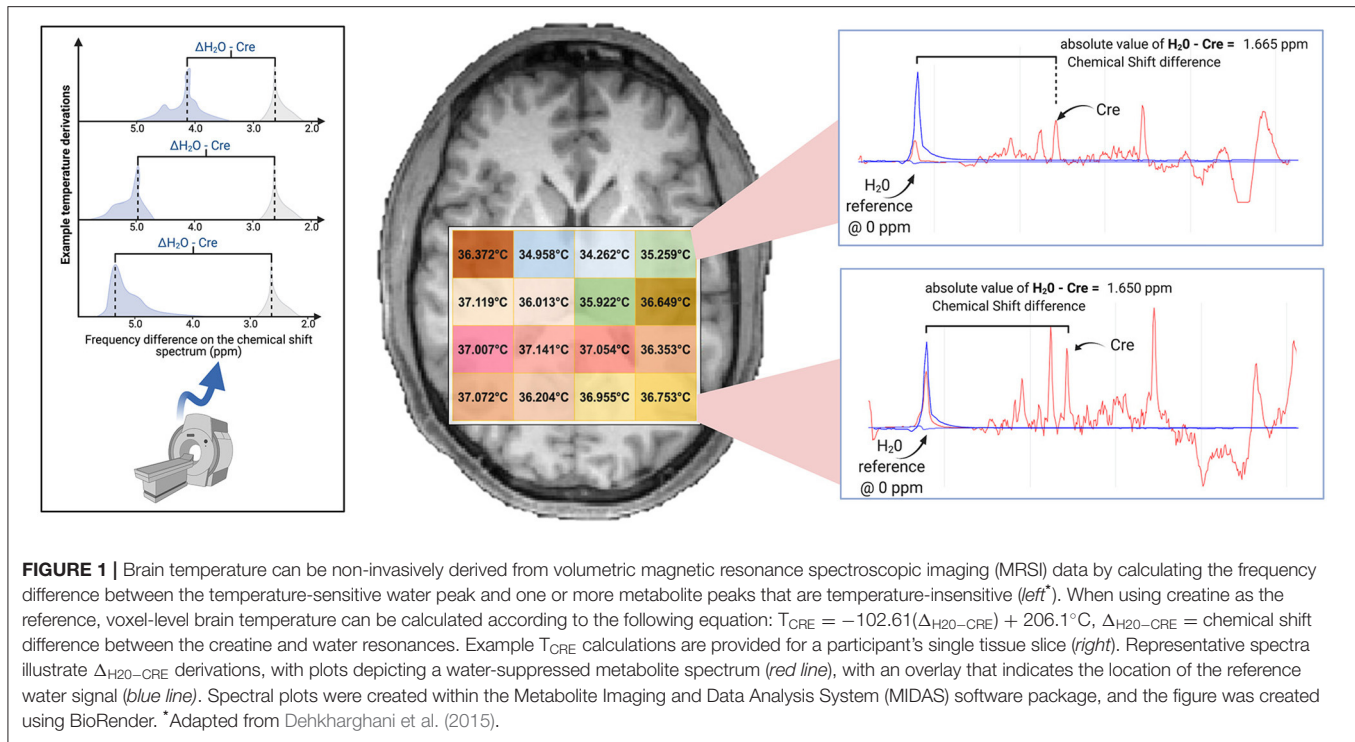 Example temperature derivations
ΔH₂O - Cre
5.0 4.0 3.0 2.0
ΔH₂O - Cre
5.0 4.0 3.0 2.0
ΔH₂O - Cre
5.0 4.0 3.0 2.0
Frequency difference on the chemical shift
spectrum (ppm)
36.372°C 34.958°C 34.262°C 35.259°C
37.119°C 36.013°C 35.922°C 36.649°C
37.007°C 37.141°C 37.054°C 36.353°C
37.072°C 36.204°C 36.955°C 36.753°C
absolute value of H₂0 - Cre = 1.665 ppm
Chemical Shift difference
Cre
H₂0
reference
@ 0 ppm
absolute value of H₂0 - Cre = 1.650 ppm
Chemical Shift difference
Cre
H₂0
reference
@ 0 ppm
FIGURE 1 | Brain temperature can be non-invasively derived from volumetric magnetic resonance spectroscopic imaging (MRSI) data by calculating the frequency
difference between the temperature-sensitive water peak and one or more metabolite peaks that are temperature-insensitive (left*). When using creatine as the
reference, voxel-level brain temperature can be calculated according to the following equation: T_CRE = −102.61(Δ_H20−CRE) + 206.1°C, Δ_H20−CRE = chemical shift
difference between the creatine and water resonances. Example T_CRE calculations are provided for a participant's single tissue slice (right). Representative spectra
illustrate Δ_H20−CRE derivations, with plots depicting a water-suppressed metabolite spectrum (red line), with an overlay that indicates the location of the reference
water signal (blue line). Spectral plots were created within the Metabolite Imaging and Data Analysis System (MIDAS) software package, and the figure was created
using BioRender. *Adapted from Dehkharghani et al. (2015).